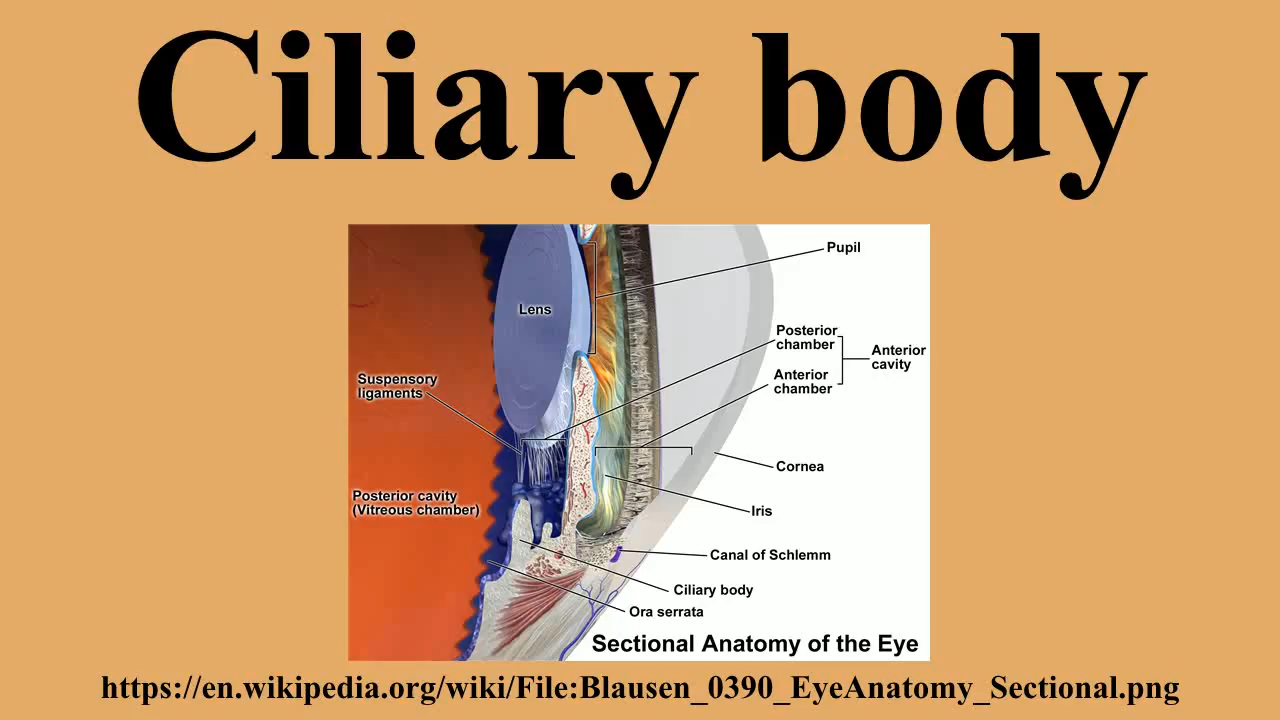 Ciliary body
Pupil
Lens
Posterior
chamber
Anterior
cavity
Anterior
chamber
Suspensory
ligaments
Cornea
Posterior cavity
(Vitreous chamber)
Iris
Canal of Schlemm
Ciliary body
Ora serrata
Sectional Anatomy of the Eye
https://en.wikipedia.org/wiki/File:Blausen_0390_EyeAnatomy_Sectional.png